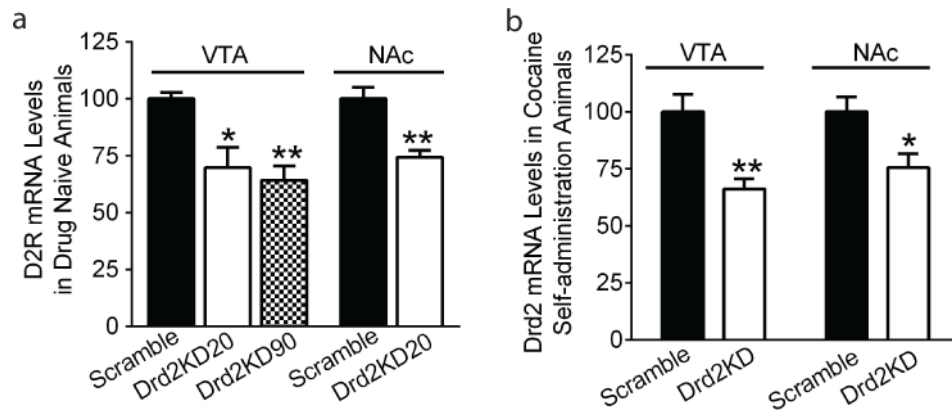 a
D2R mRNA Levels
in Drug Naive Animals
125
100
75
50
25
0
VTA
NAc
*
**
**
Scramble
Drd2KD20
Drd2KD90
Scramble
Drd2KD20
b
Drd2 mRNA Levels in Cocaine
Self-administration Animals
125
100
75
50
25
0
VTA
NAc
**
*
Scramble
Drd2KD
Scramble
Drd2KD